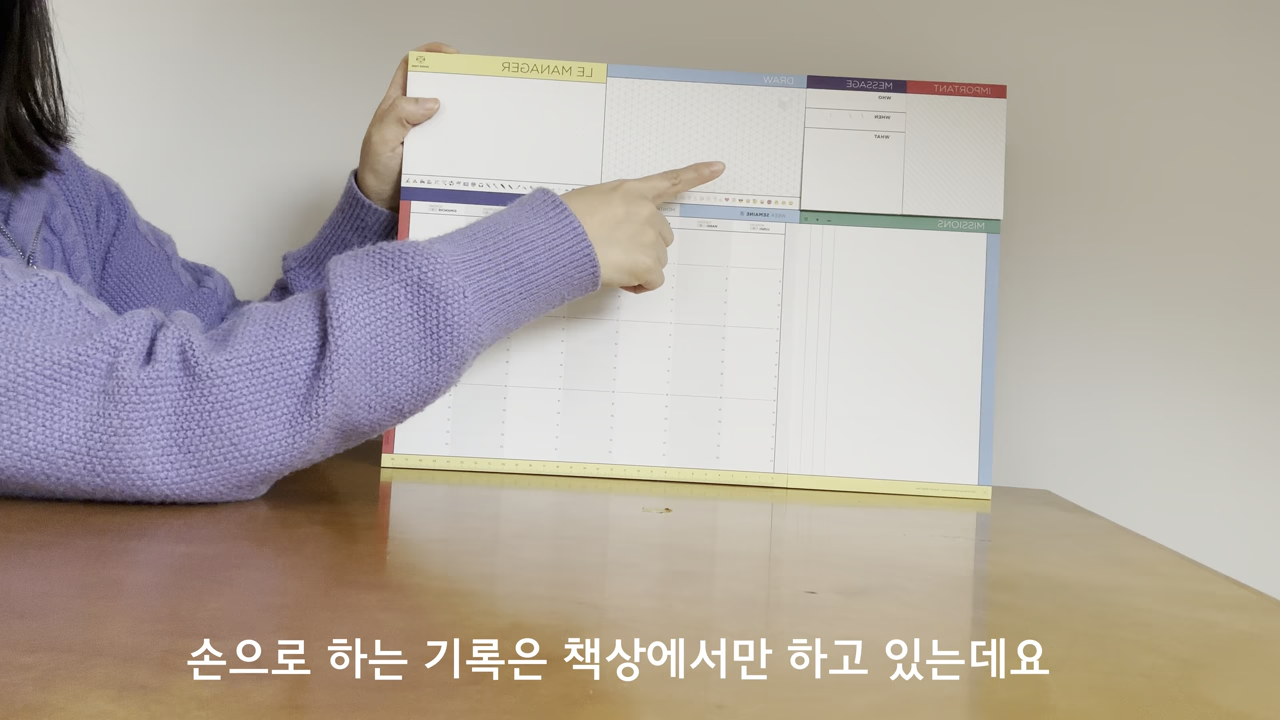 LE MANAGER
DRAW
MESSAGE
IMPORTANT
WHO
WHEN
WHAT
WEEK SEMAINE
MISSIONS
손으로 하는 기록은 책상에서만 하고 있는데요